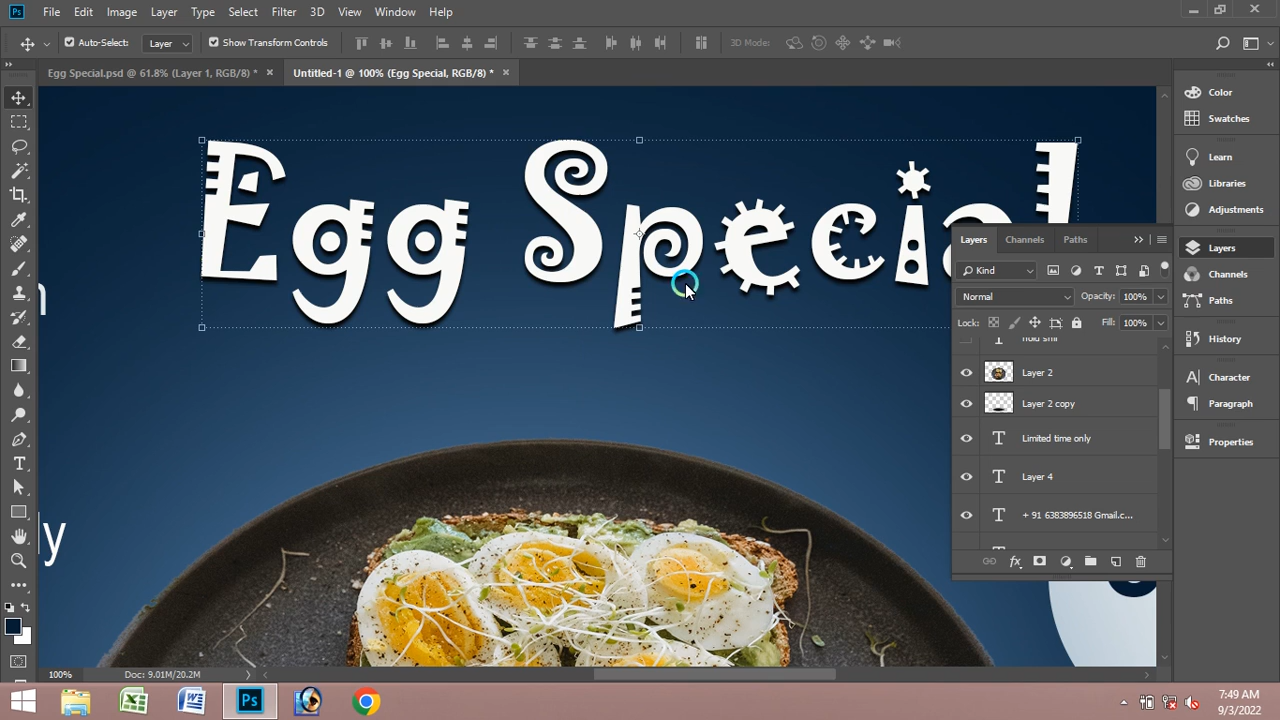 Ps File Edit Image Layer Type Select Filter 3D View Window Help
Auto-Select: Layer Show Transform Controls 3D Mode:
Egg Special.psd @ 61.8% (Layer 1, RGB/8) * × Untitled-1 @ 100% (Egg Special, RGB/8) * ×
Egg Special
Color
Swatches
Learn
Libraries
Adjustments
Layers
Channels
Paths
History
Character
Paragraph
Properties
Layers Channels Paths
Kind
Normal Opacity: 100%
Lock: Fill: 100%
Layer 2
Layer 2 copy
Limited time only
Layer 4
+ 91 6383896518 Gmail.c...
ly
100% Doc: 9.01M/20.2M
7:49 AM
9/3/2022